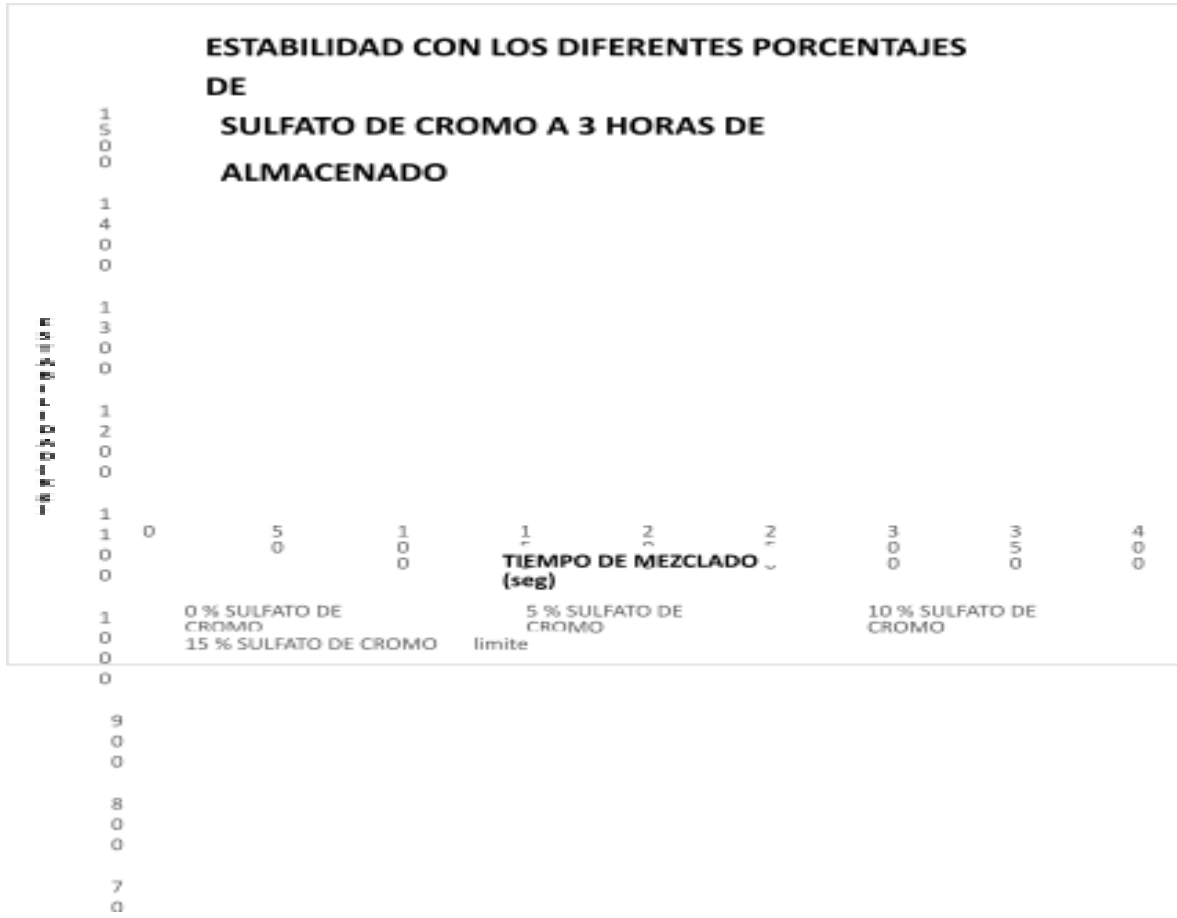 ESTABILIDAD CON LOS DIFERENTES PORCENTAJES
DE
SULFATO DE CROMO A 3 HORAS DE
ALMACENADO
1500
1400
1300
1200
1100
1000
900
800
70
0
50
100
300
350
400
TIEMPO DE MEZCLADO
(seg)
0 % SULFATO DE
CROMO
5 % SULFATO DE
CROMO
10 % SULFATO DE
CROMO
15 % SULFATO DE CROMO
limite